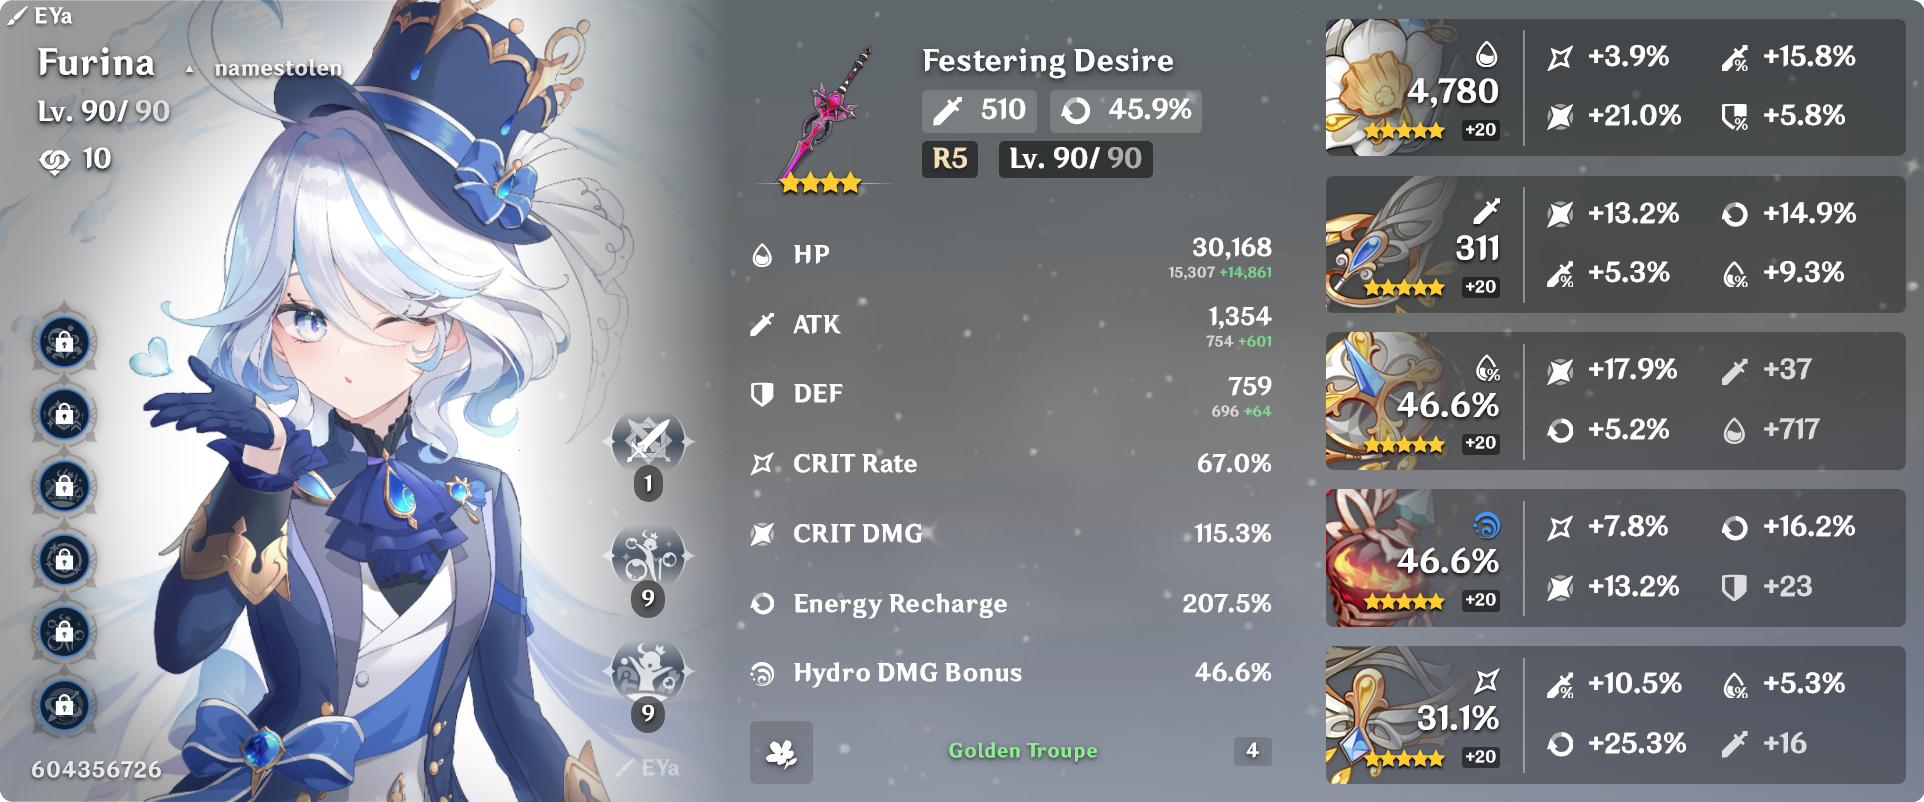 EYa
Furina namestolen
Lv. 90/ 90
10
1
9
9
604356726
EYa
Festering Desire
510 45.9%
R5 Lv. 90/ 90
HP 30,168
15,307 +14,861
ATK 1,354
754 +601
DEF 759
696 +64
CRIT Rate 67.0%
CRIT DMG 115.3%
Energy Recharge 207.5%
Hydro DMG Bonus 46.6%
Golden Troupe 4
4,780
+20
+3.9% +15.8%
+21.0% +5.8%
311
+20
+13.2% +14.9%
+5.3% +9.3%
46.6%
+20
+17.9% +37
+5.2% +717
46.6%
+20
+7.8% +16.2%
+13.2% +23
31.1%
+20
+10.5% +5.3%
+25.3% +16